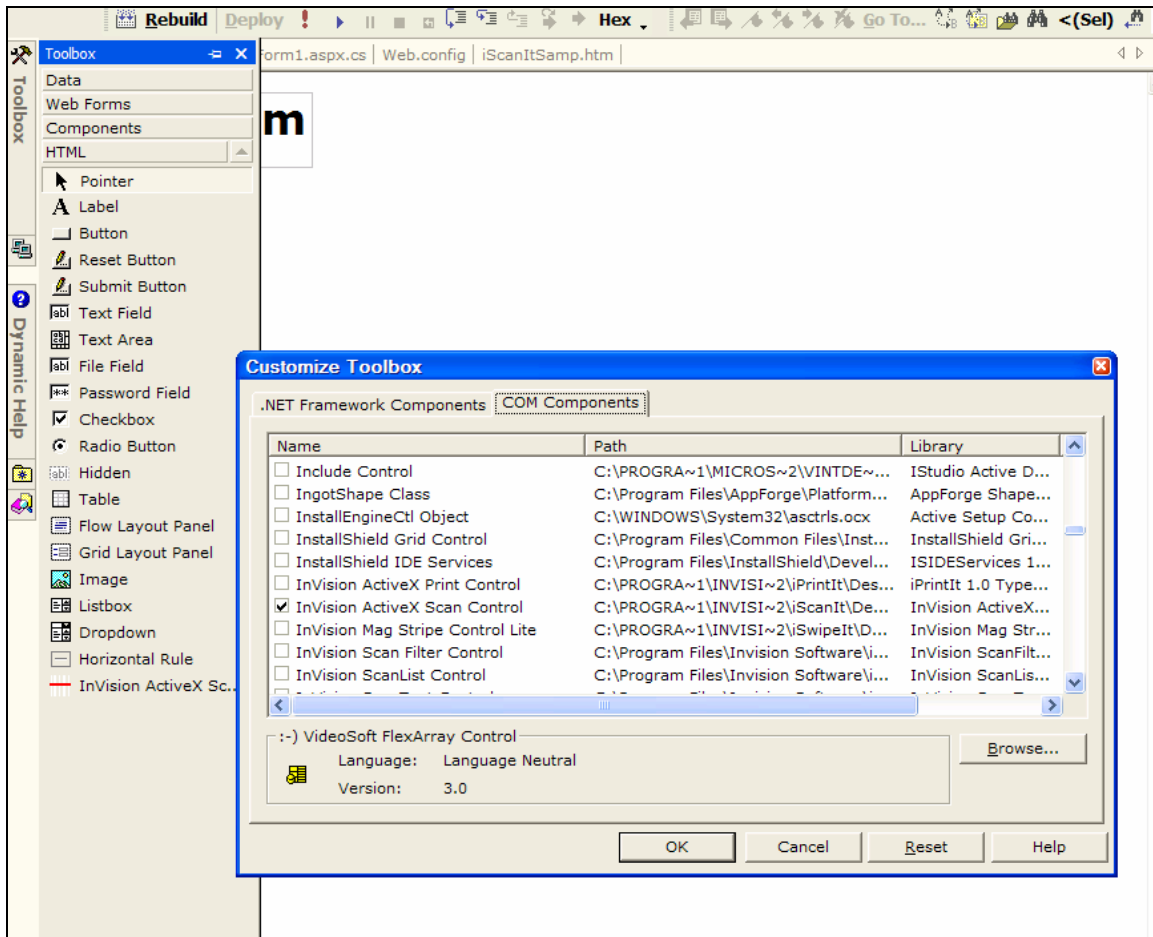 Rebuild Deploy ! Hex Go To... <(Sel)
Toolbox
Dynamic Help
Toolbox
orm1.aspx.cs Web.config iScanItSamp.htm
Data
Web Forms
Components
HTML
m
Pointer
Label
Button
Reset Button
Submit Button
Text Field
Text Area
File Field
Password Field
Checkbox
Radio Button
Hidden
Table
Flow Layout Panel
Grid Layout Panel
Image
Listbox
Dropdown
Horizontal Rule
InVision ActiveX Sc...
Customize Toolbox
.NET Framework Components COM Components
Name Path Library
Include Control C:\PROGRA~1\MICROS~2\VINTDE~... IStudio Active D...
IngotShape Class C:\Program Files\AppForge\Platform... AppForge Shape...
InstallEngineCtl Object C:\WINDOWS\System32\asctrls.ocx Active Setup Co...
InstallShield Grid Control C:\Program Files\Common Files\Inst... InstallShield Gri...
InstallShield IDE Services C:\Program Files\InstallShield\Devel... ISIDEServices 1...
InVision ActiveX Print Control C:\PROGRA~1\INVISI~2\iPrintIt\Des... iPrintIt 1.0 Type...
InVision ActiveX Scan Control C:\PROGRA~1\INVISI~2\iScanIt\De... InVision ActiveX...
InVision Mag Stripe Control Lite C:\PROGRA~1\INVISI~2\iSwipeIt\D... InVision Mag Str...
InVision Scan Filter Control C:\Program Files\Invision Software\i... InVision ScanFilt...
InVision ScanList Control C:\Program Files\Invision Software\i... InVision ScanLis...
:-) VideoSoft FlexArray Control
Language: Language Neutral
Version: 3.0
Browse...
OK Cancel Reset Help